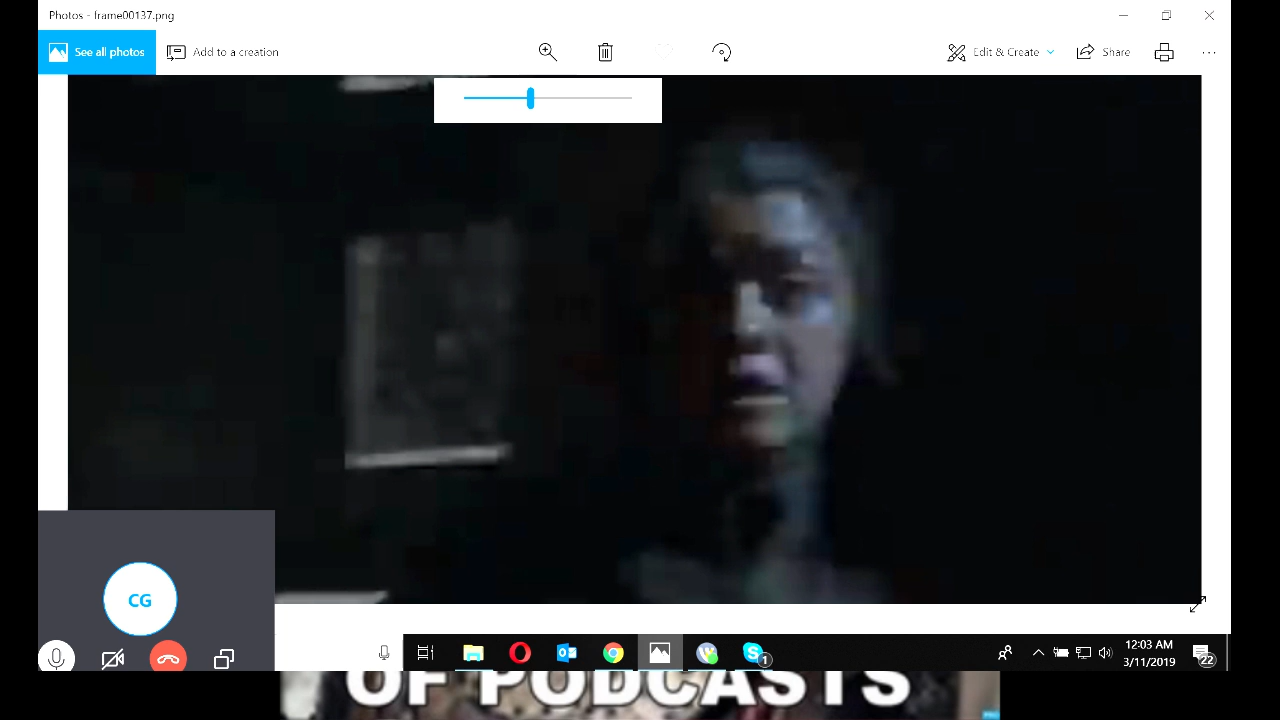 Photos - frame00137.png
See all photos
Add to a creation
Edit & Create
Share
CG
1
12:03 AM
3/11/2019
22
OF PODCASTS